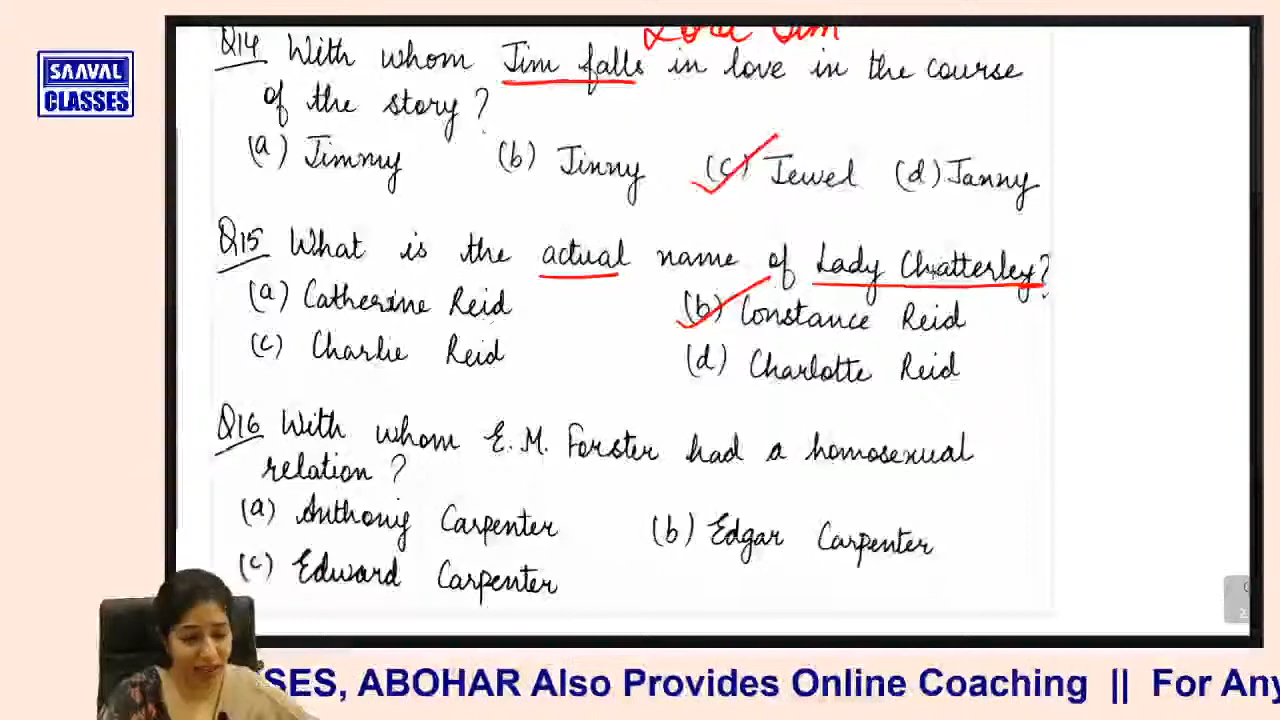 SAAVAL
CLASSES
Lord Jim
Q14 With whom Jim falls in love in the course
of the story?
(a) Jimmy (b) Jinny (c) Jewel (d) Janny
Q15 What is the actual name of Lady Chatterley?
(a) Catherine Reid (b) Constance Reid
(c) Charlie Reid (d) Charlotte Reid
Q16 With whom E.M. Forster had a homosexual
relation?
(a) Anthony Carpenter (b) Edgar Carpenter
(c) Edward Carpenter
SES, ABOHAR Also Provides Online Coaching || For Any